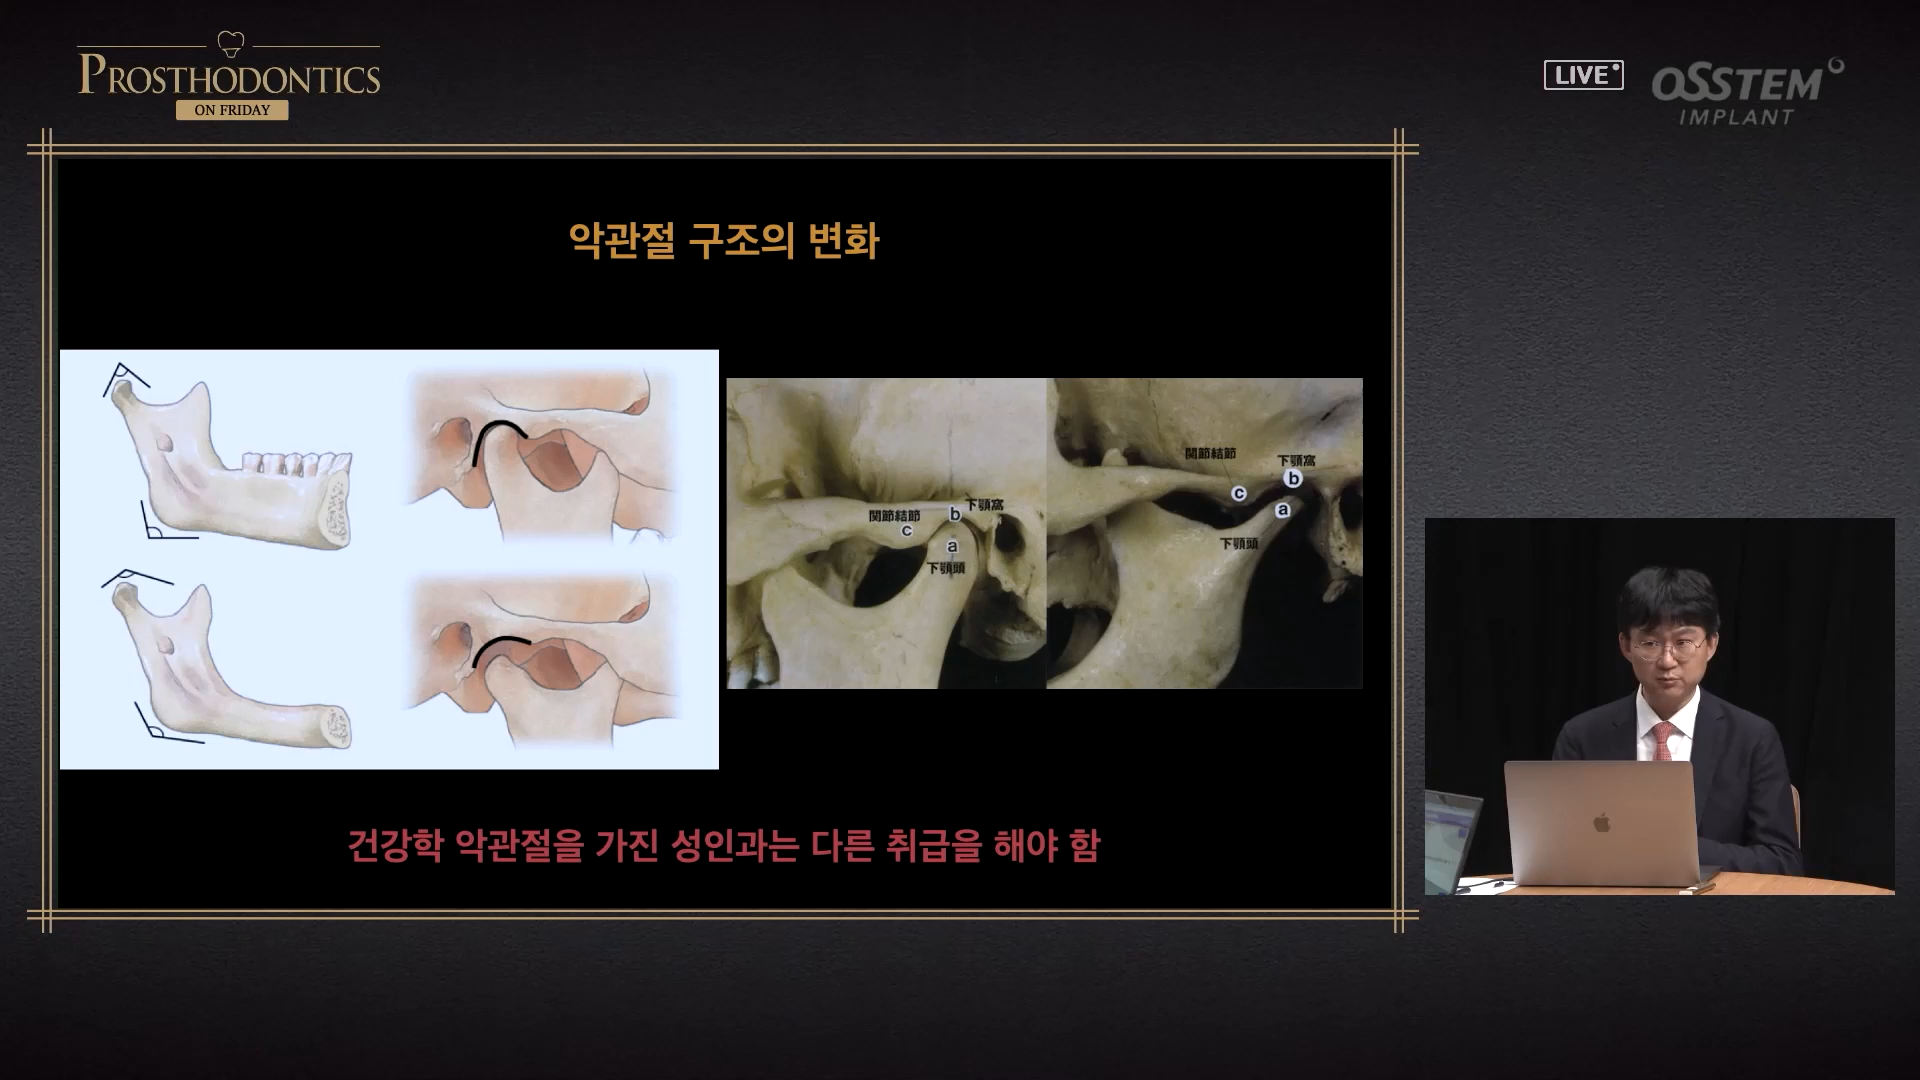 PROSTHODONTICS
ON FRIDAY
LIVE
OSSTEM
IMPLANT
악관절 구조의 변화
関節結節
c
b
下顎窩
a
下顎頭
関節結節
下顎窩
b
c
a
下顎頭
건강학 악관절을 가진 성인과는 다른 취급을 해야 함